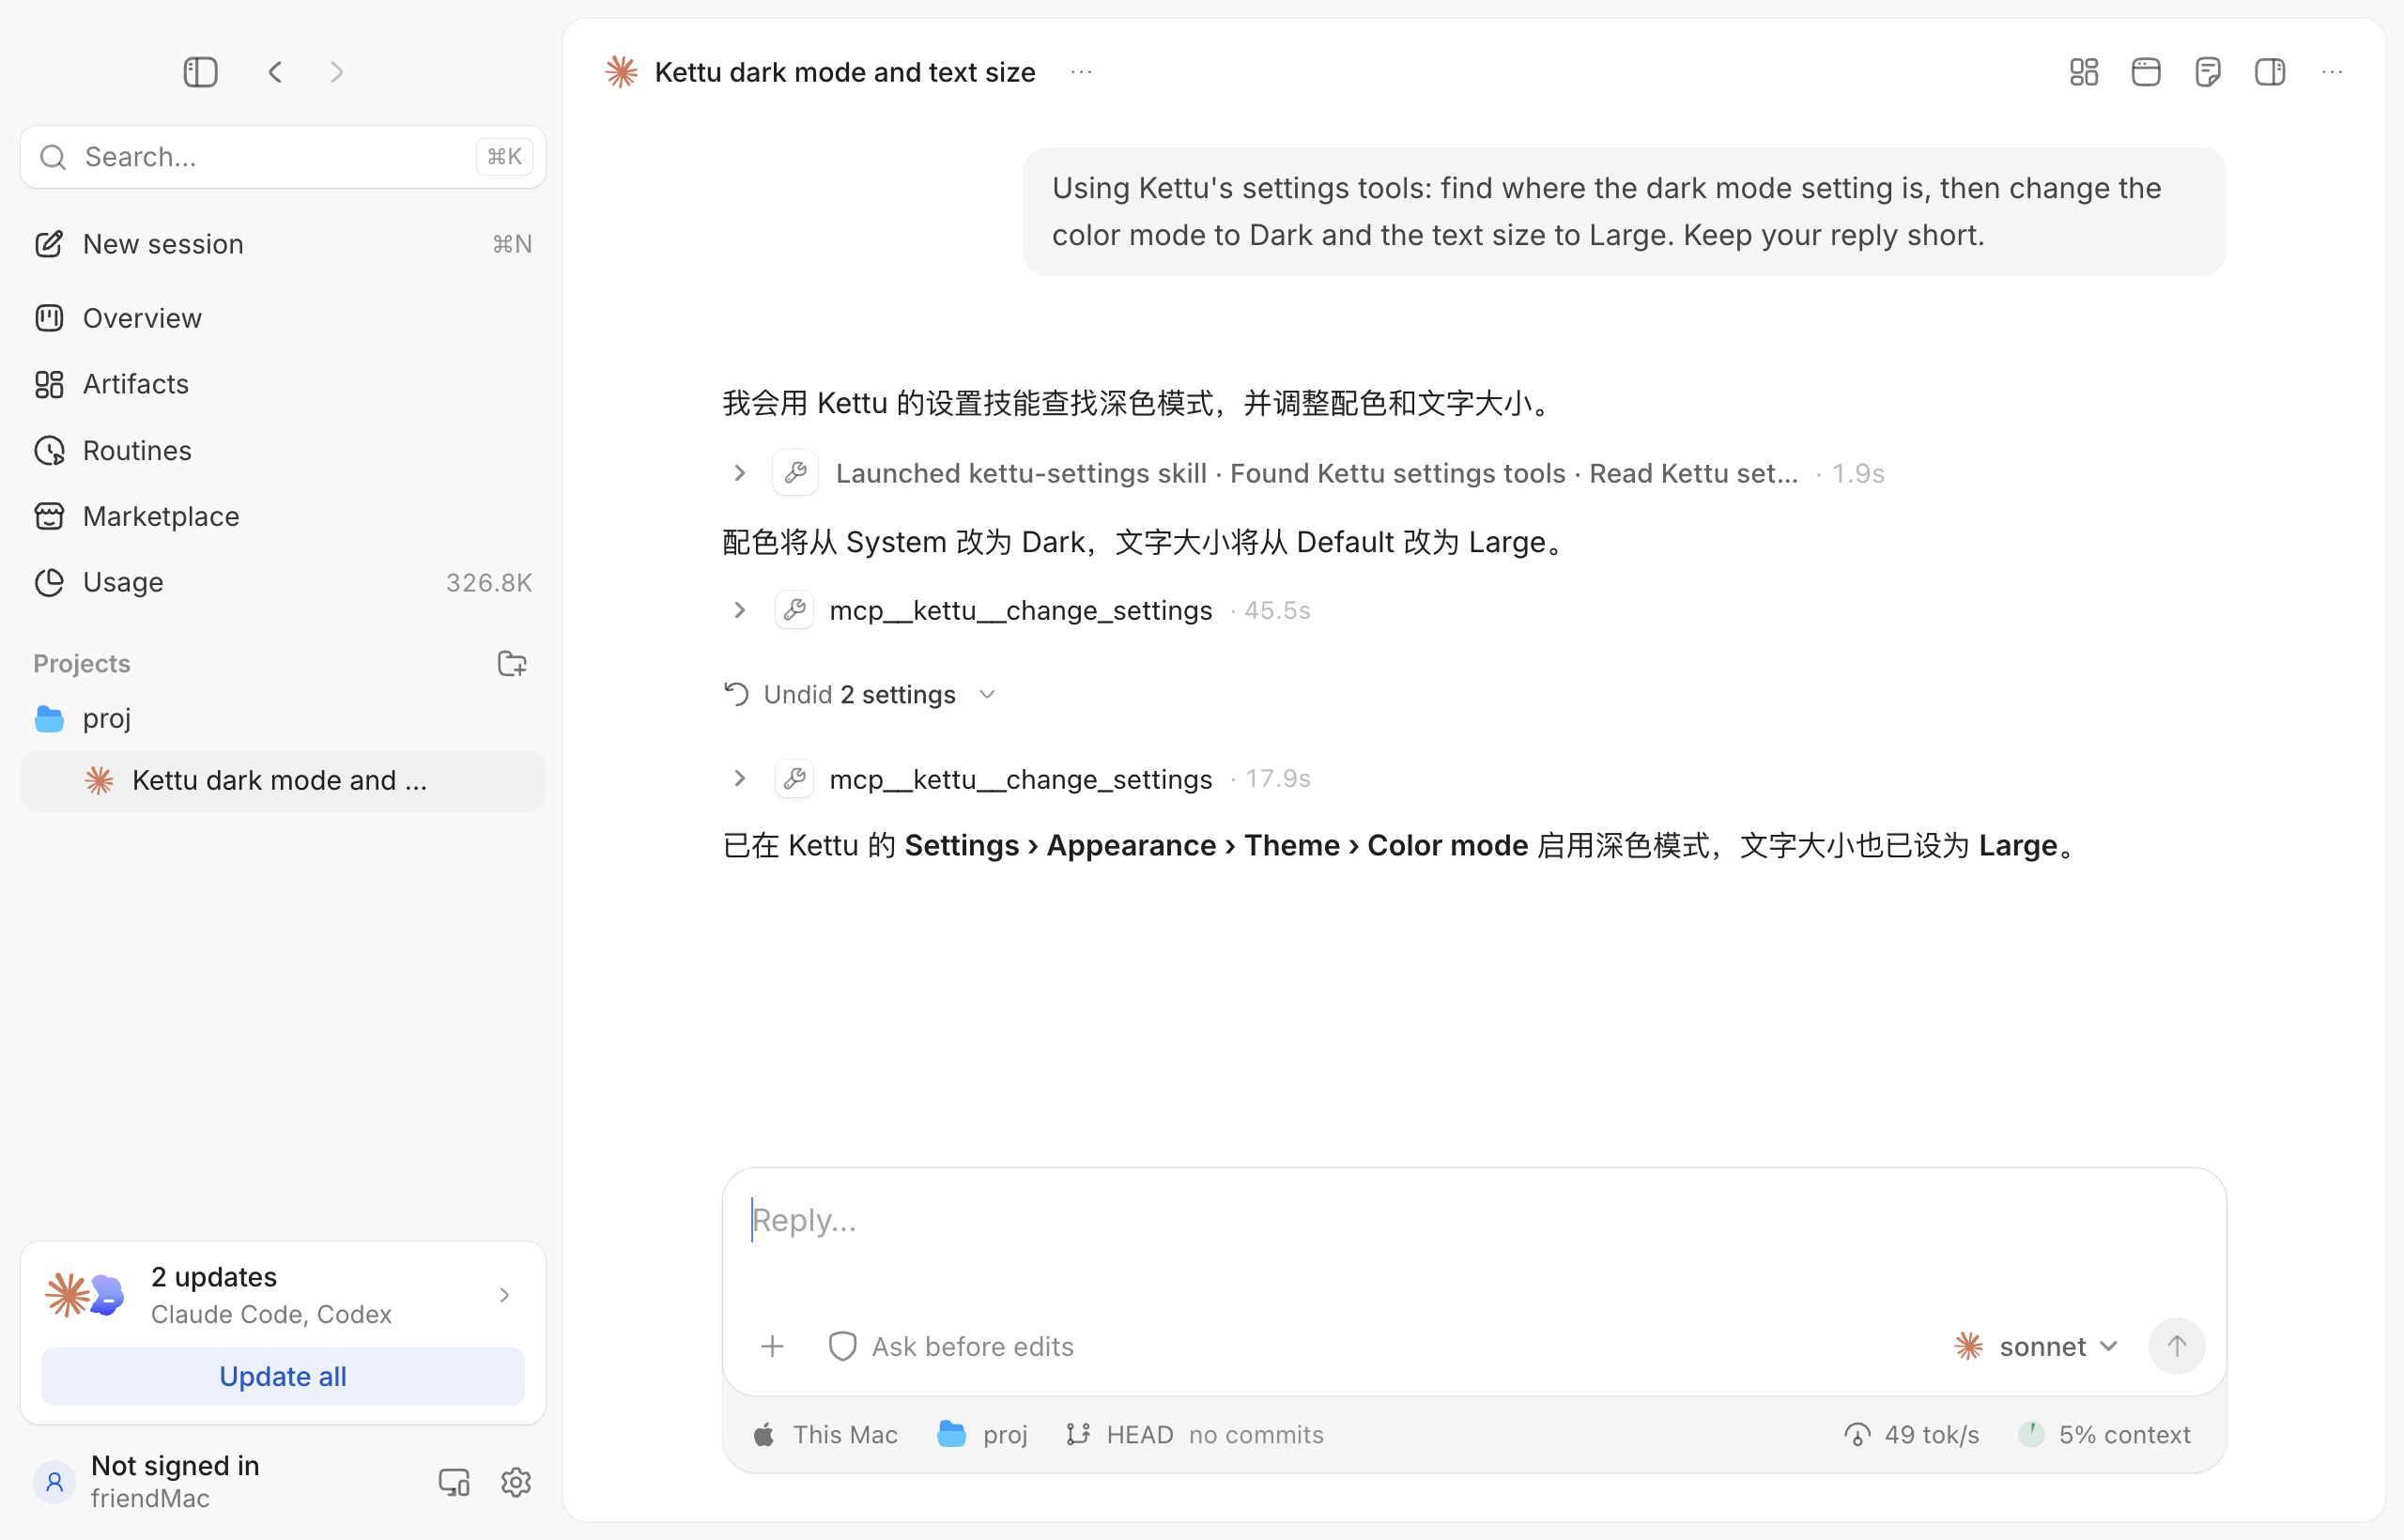 Search...
⌘K
New session
⌘N
Overview
Artifacts
Routines
Marketplace
Usage
326.8K
Projects
proj
Kettu dark mode and ...
2 updates
Claude Code, Codex
Update all
Not signed in
friendMac
Kettu dark mode and text size
Using Kettu's settings tools: find where the dark mode setting is, then change the
color mode to Dark and the text size to Large. Keep your reply short.
我会用 Kettu 的设置技能查找深色模式，并调整配色和文字大小。
Launched kettu-settings skill · Found Kettu settings tools · Read Kettu set... · 1.9s
配色将从 System 改为 Dark，文字大小将从 Default 改为 Large。
mcp__kettu__change_settings · 45.5s
Undid 2 settings
mcp__kettu__change_settings · 17.9s
已在 Kettu 的 Settings › Appearance › Theme › Color mode 启用深色模式，文字大小也已设为 Large。
Reply...
Ask before edits
sonnet
This Mac
proj
HEAD no commits
49 tok/s
5% context